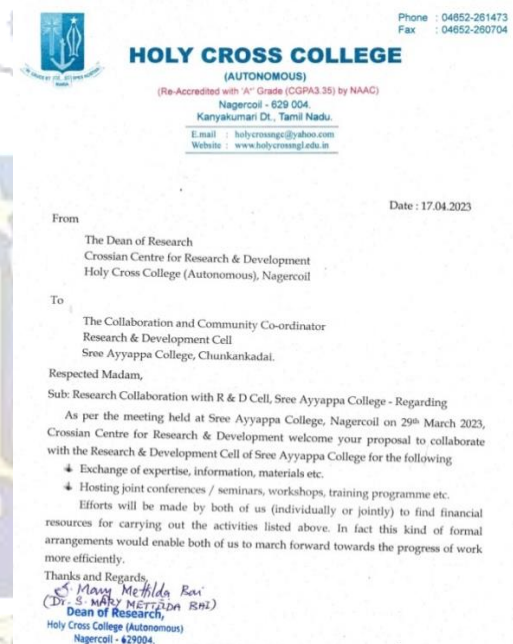 Phone : 04652-261473
Fax : 04652-260704
HOLY CROSS COLLEGE
(AUTONOMOUS)
(Re-Accredited with 'A+' Grade (CGPA3.35) by NAAC)
Nagercoil - 629 004.
Kanyakumari Dt., Tamil Nadu.
E.mail : holycrossngc@yahoo.com
Website : www.holycrossngl.edu.in
Date : 17.04.2023
From
The Dean of Research
Crossian Centre for Research & Development
Holy Cross College (Autonomous), Nagercoil
To
The Collaboration and Community Co-ordinator
Research & Development Cell
Sree Ayyappa College, Chunkankadai.
Respected Madam,
Sub: Research Collaboration with R & D Cell, Sree Ayyappa College - Regarding
As per the meeting held at Sree Ayyappa College, Nagercoil on 29th March 2023,
Crossian Centre for Research & Development welcome your proposal to collaborate
with the Research & Development Cell of Sree Ayyappa College for the following
Exchange of expertise, information, materials etc.
Hosting joint conferences / seminars, workshops, training programme etc.
Efforts will be made by both of us (individually or jointly) to find financial
resources for carrying out the activities listed above. In fact this kind of formal
arrangements would enable both of us to march forward towards the progress of work
more efficiently.
Thanks and Regards,
S. Mary Mettilda Bai
(Dr. S. MARY METTILDA BAI)
Dean of Research,
Holy Cross College (Autonomous)
Nagercoil - 629004.